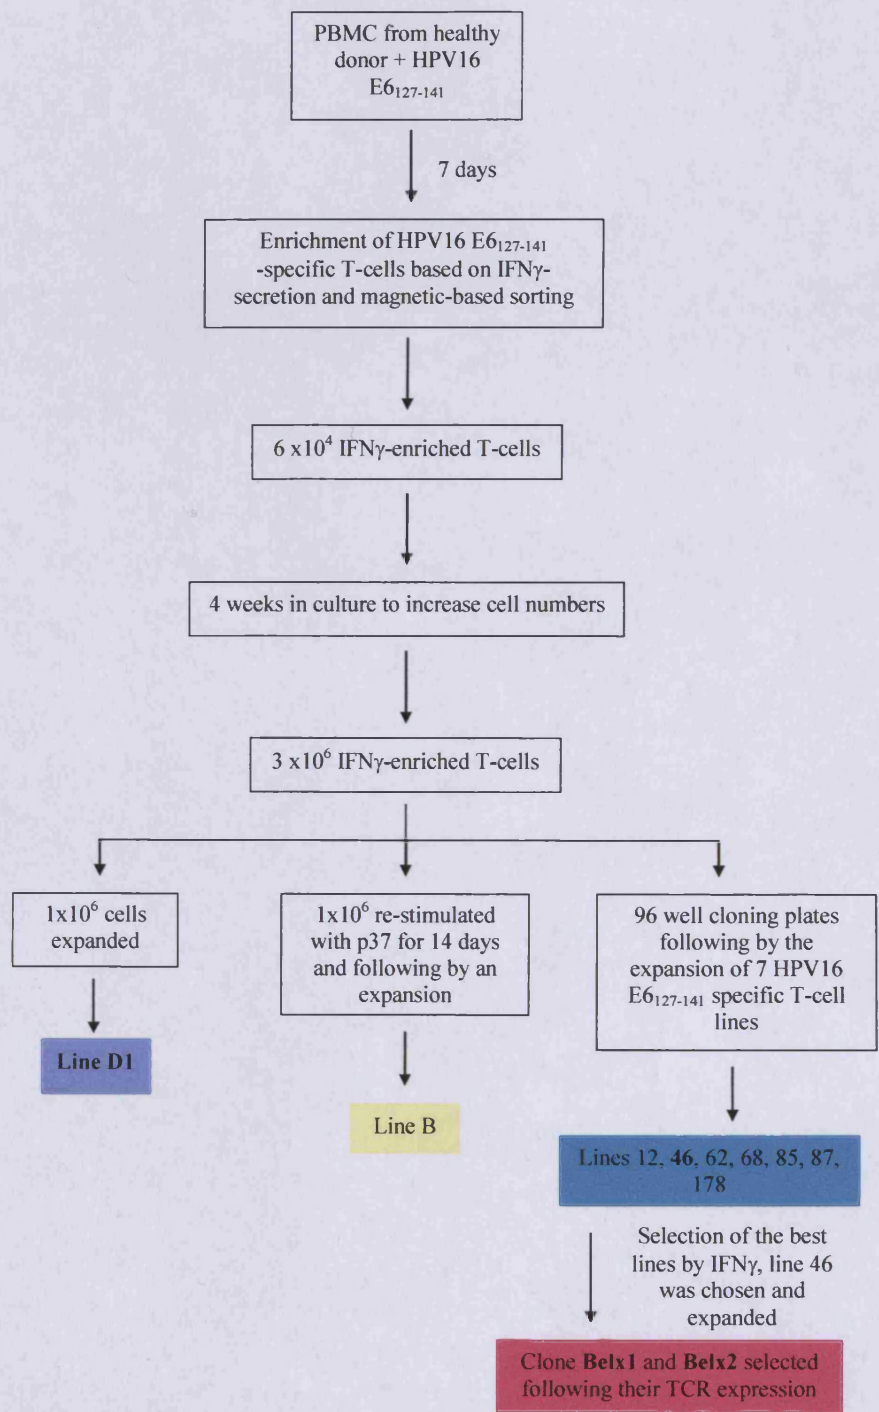 PBMC from healthy
donor + HPV16
E6₁₂₇₋₁₄₁
7 days
Enrichment of HPV16 E6₁₂₇₋₁₄₁
-specific T-cells based on IFNγ-
secretion and magnetic-based sorting
6 x10⁴ IFNγ-enriched T-cells
4 weeks in culture to increase cell numbers
3 x10⁶ IFNγ-enriched T-cells
1x10⁶ cells
expanded
1x10⁶ re-stimulated
with p37 for 14 days
and following by an
expansion
96 well cloning plates
following by the
expansion of 7 HPV16
E6₁₂₇₋₁₄₁ specific T-cell
lines
Line D1
Line B
Lines 12, 46, 62, 68, 85, 87,
178
Selection of the best
lines by IFNγ, line 46
was chosen and
expanded
Clone Belx1 and Belx2 selected
following their TCR expression